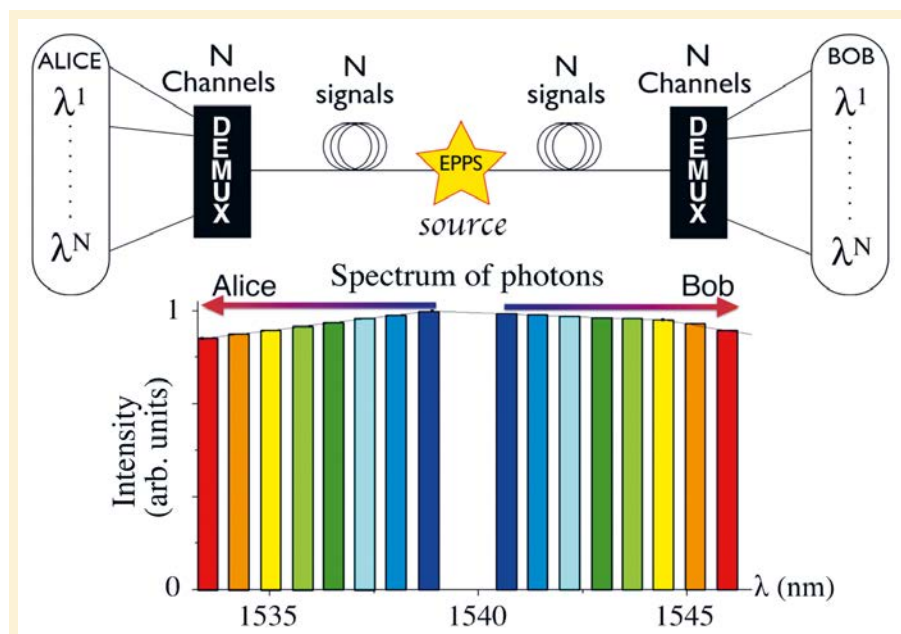 ALICE
λ¹
λᴺ
N
Channels
DEMUX
N
signals
EPPS
source
N
signals
N
Channels
DEMUX
BOB
λ¹
λᴺ
Spectrum of photons
Alice
Bob
Intensity
(arb. units)
1
0
1535
1540
1545
λ (nm)